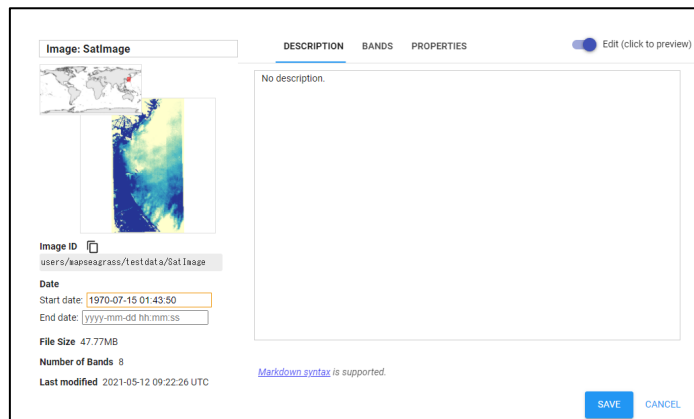 Image: SatImage
DESCRIPTION BANDS PROPERTIES
Edit (click to preview)
No description.
Image ID
users/mapseagrass/testdata/SatImage
Date
Start date: 1970-07-15 01:43:50
End date: yyyy-mm-dd hh:mm:ss
File Size 47.77MB
Number of Bands 8
Last modified 2021-05-12 09:22:26 UTC
Markdown syntax is supported.
SAVE CANCEL